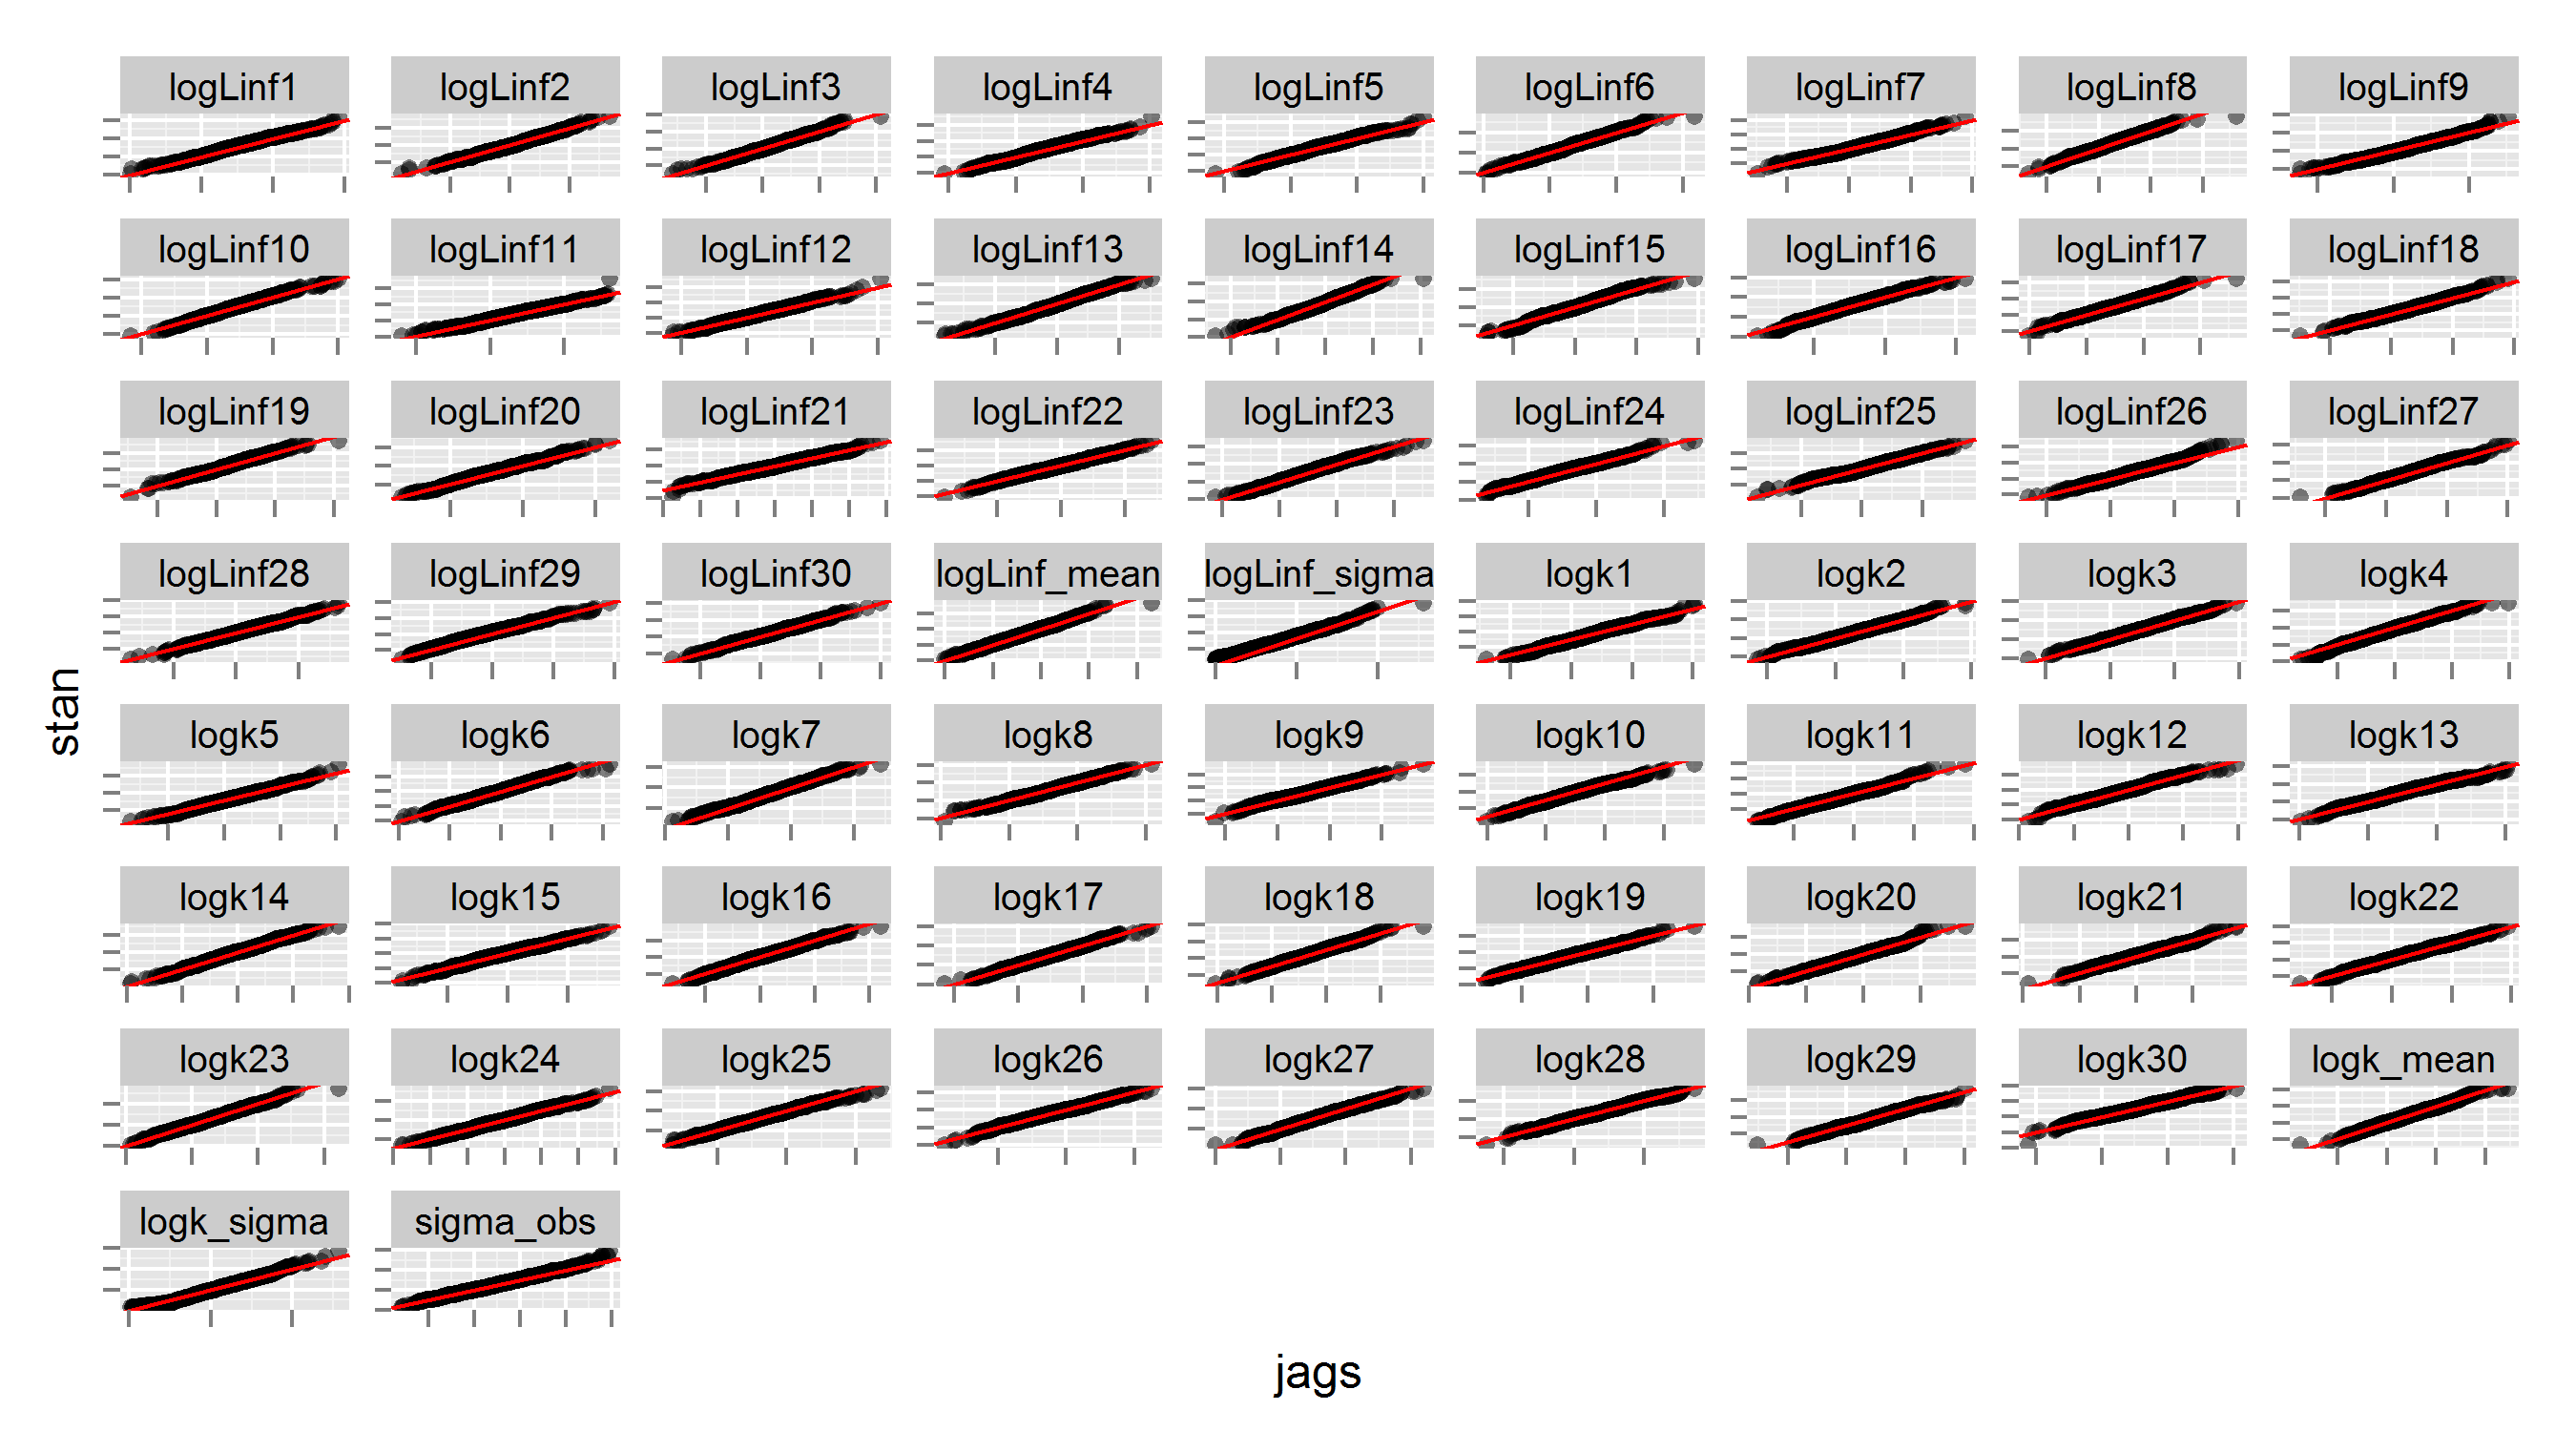 logLinf1 logLinf2 logLinf3 logLinf4 logLinf5 logLinf6 logLinf7 logLinf8 logLinf9
logLinf10 logLinf11 logLinf12 logLinf13 logLinf14 logLinf15 logLinf16 logLinf17 logLinf18
logLinf19 logLinf20 logLinf21 logLinf22 logLinf23 logLinf24 logLinf25 logLinf26 logLinf27
logLinf28 logLinf29 logLinf30 logLinf_mean logLinf_sigma logk1 logk2 logk3 logk4
stan
logk5 logk6 logk7 logk8 logk9 logk10 logk11 logk12 logk13
logk14 logk15 logk16 logk17 logk18 logk19 logk20 logk21 logk22
logk23 logk24 logk25 logk26 logk27 logk28 logk29 logk30 logk_mean
logk_sigma sigma_obs
jags